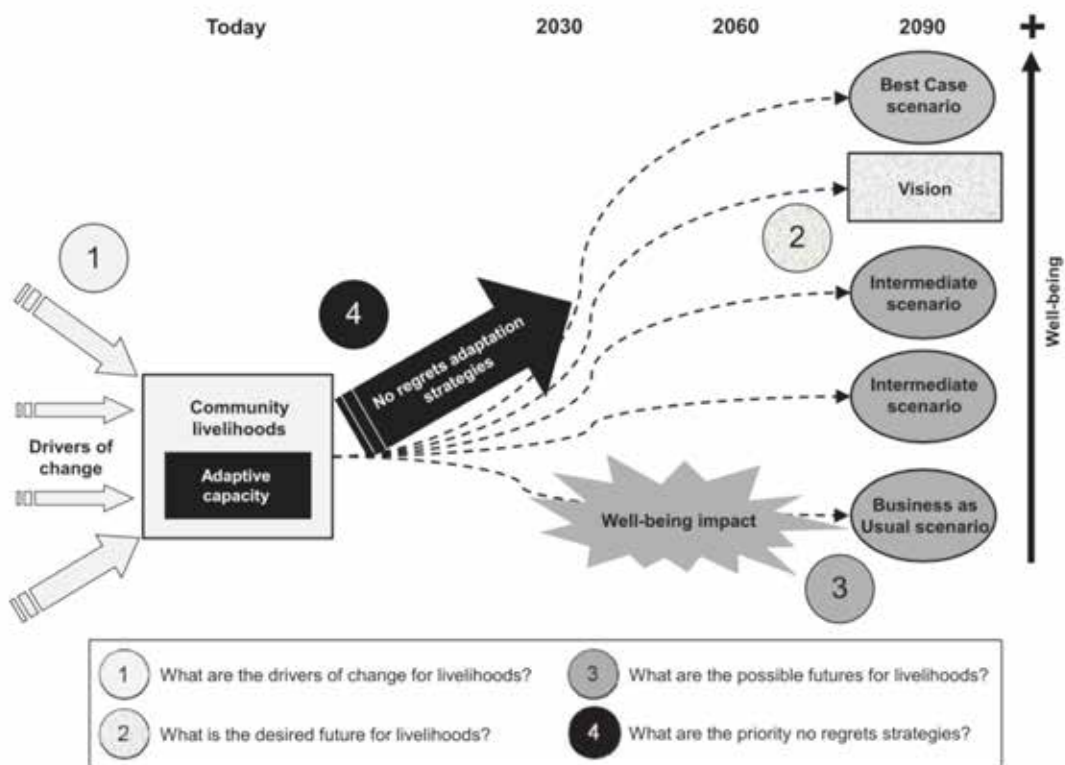 Today 2030 2060 2090 +
Best Case
scenario
Vision
1
2
4
No regrets adaptation
strategies
Intermediate
scenario
Well-being
Community
livelihoods
Intermediate
scenario
Drivers of
change
Adaptive
capacity
Well-being impact
Business as
Usual scenario
3
1 What are the drivers of change for livelihoods?
3 What are the possible futures for livelihoods?
2 What is the desired future for livelihoods?
4 What are the priority no regrets strategies?